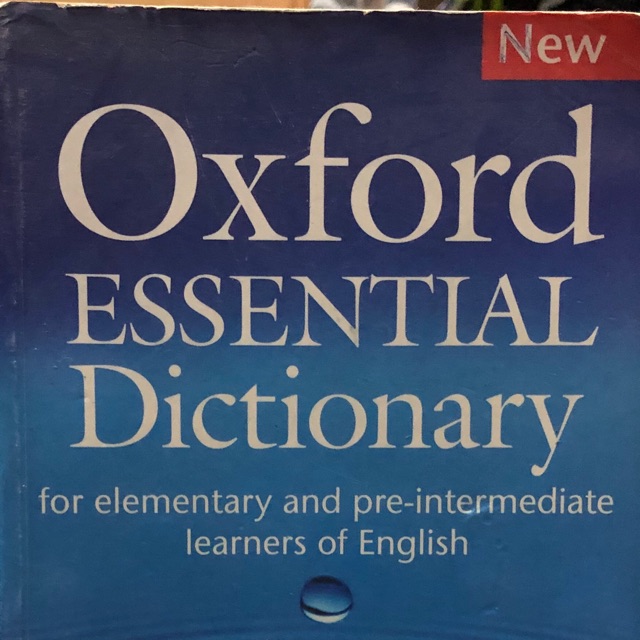 New
Oxford
ESSENTIAL
Dictionary
for elementary and pre-intermediate
learners of English